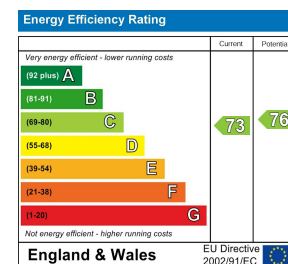 Energy Efficiency Rating
Current Potentia
Very energy efficient - lower running costs
(92 plus) A
(81-91) B
(69-80) C
(55-68) D
(39-54) E
(21-38) F
(1-20) G
73 76
Not energy efficient - higher running costs
England & Wales
EU Directive
2002/91/EC